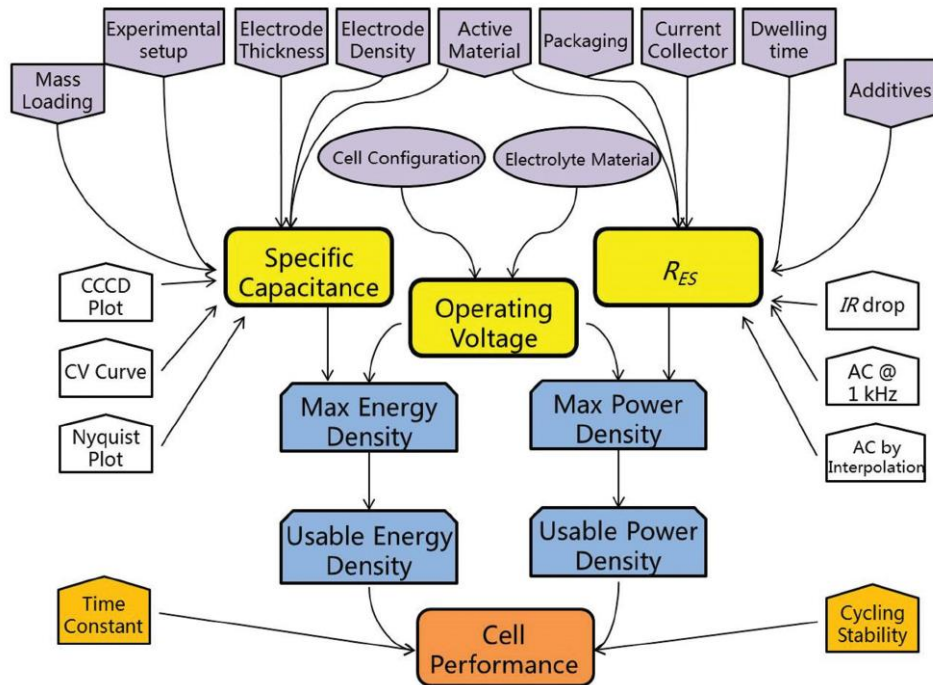 Mass
Loading
Experimental
setup
Electrode
Thickness
Electrode
Density
Active
Material
Packaging
Current
Collector
Dwelling
time
Additives
Cell Configuration
Electrolyte Material
Specific
Capacitance
Operating
Voltage
R_ES
CCCD
Plot
CV Curve
Nyquist
Plot
IR drop
AC @
1 kHz
AC by
Interpolation
Max Energy
Density
Max Power
Density
Usable Energy
Density
Usable Power
Density
Time
Constant
Cell
Performance
Cycling
Stability